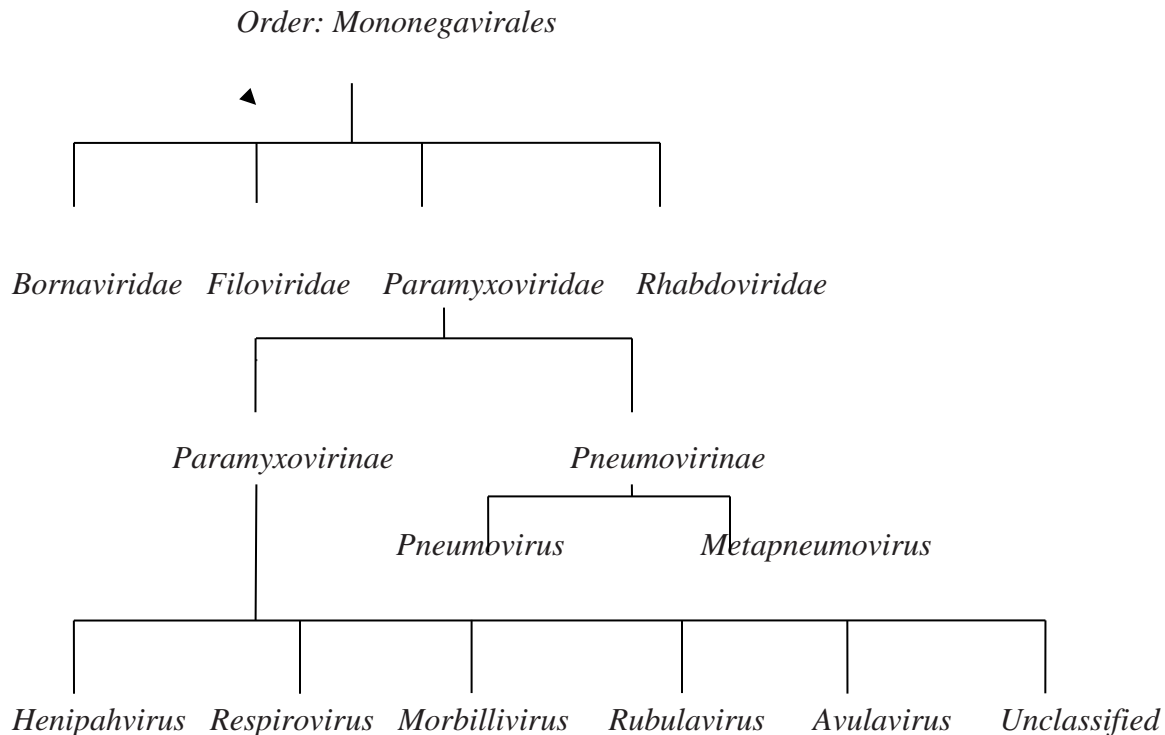 Order: Mononegavirales
Bornaviridae Filoviridae Paramyxoviridae Rhabdoviridae
Paramyxovirinae Pneumovirinae
Pneumovirus Metapneumovirus
Henipahvirus Respirovirus Morbillivirus Rubulavirus Avulavirus Unclassified